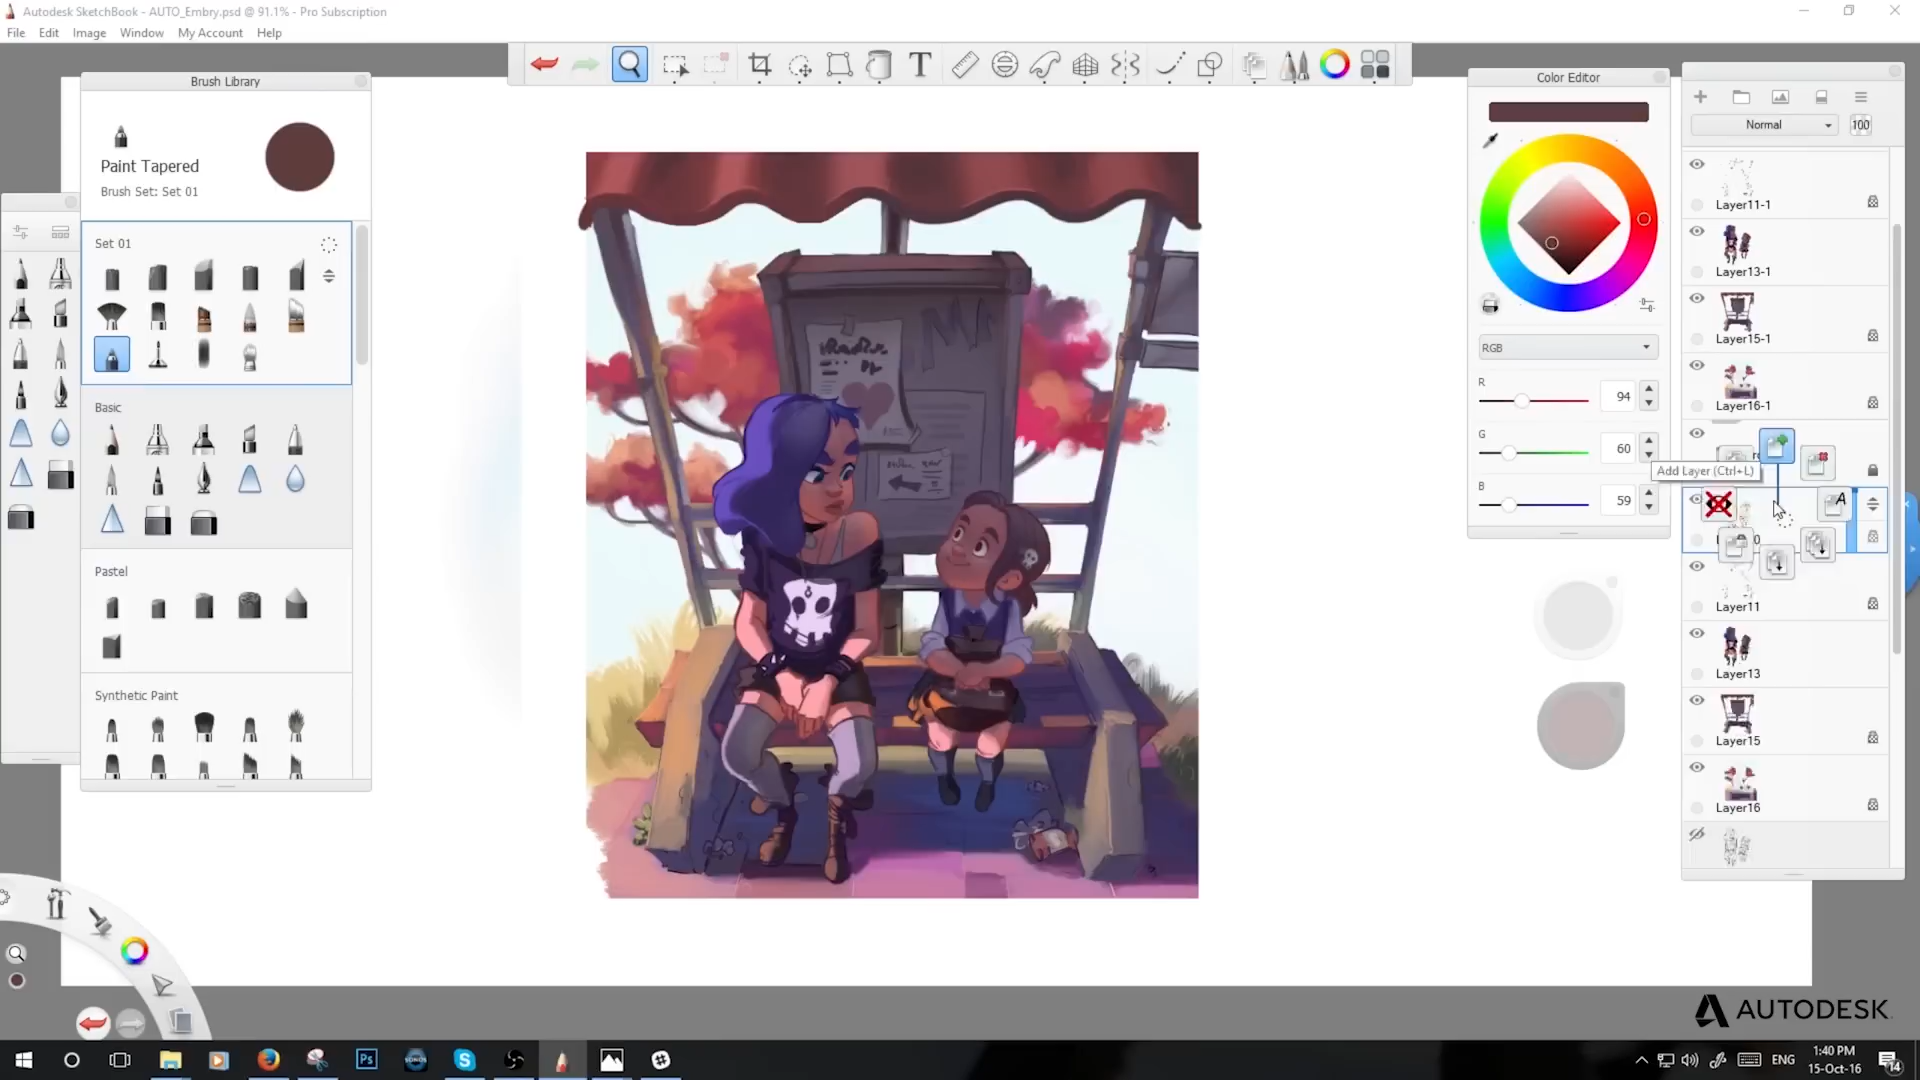 Autodesk SketchBook - AUTO_Embry.psd @ 91.1% - Pro Subscription
File Edit Image Window My Account Help
Brush Library
Paint Tapered
Brush Set: Set 01
Set 01
Basic
Pastel
Synthetic Paint
T
Color Editor
RGB
R 94
G 60
B 59
Normal 100
Layer11-1
Layer13-1
Layer15-1
Layer16-1
Add Layer (Ctrl+L)
A
Layer11
Layer13
Layer15
Layer16
AUTODESK
Ps
SONOS
ENG
1:40 PM
15-Oct-16
14